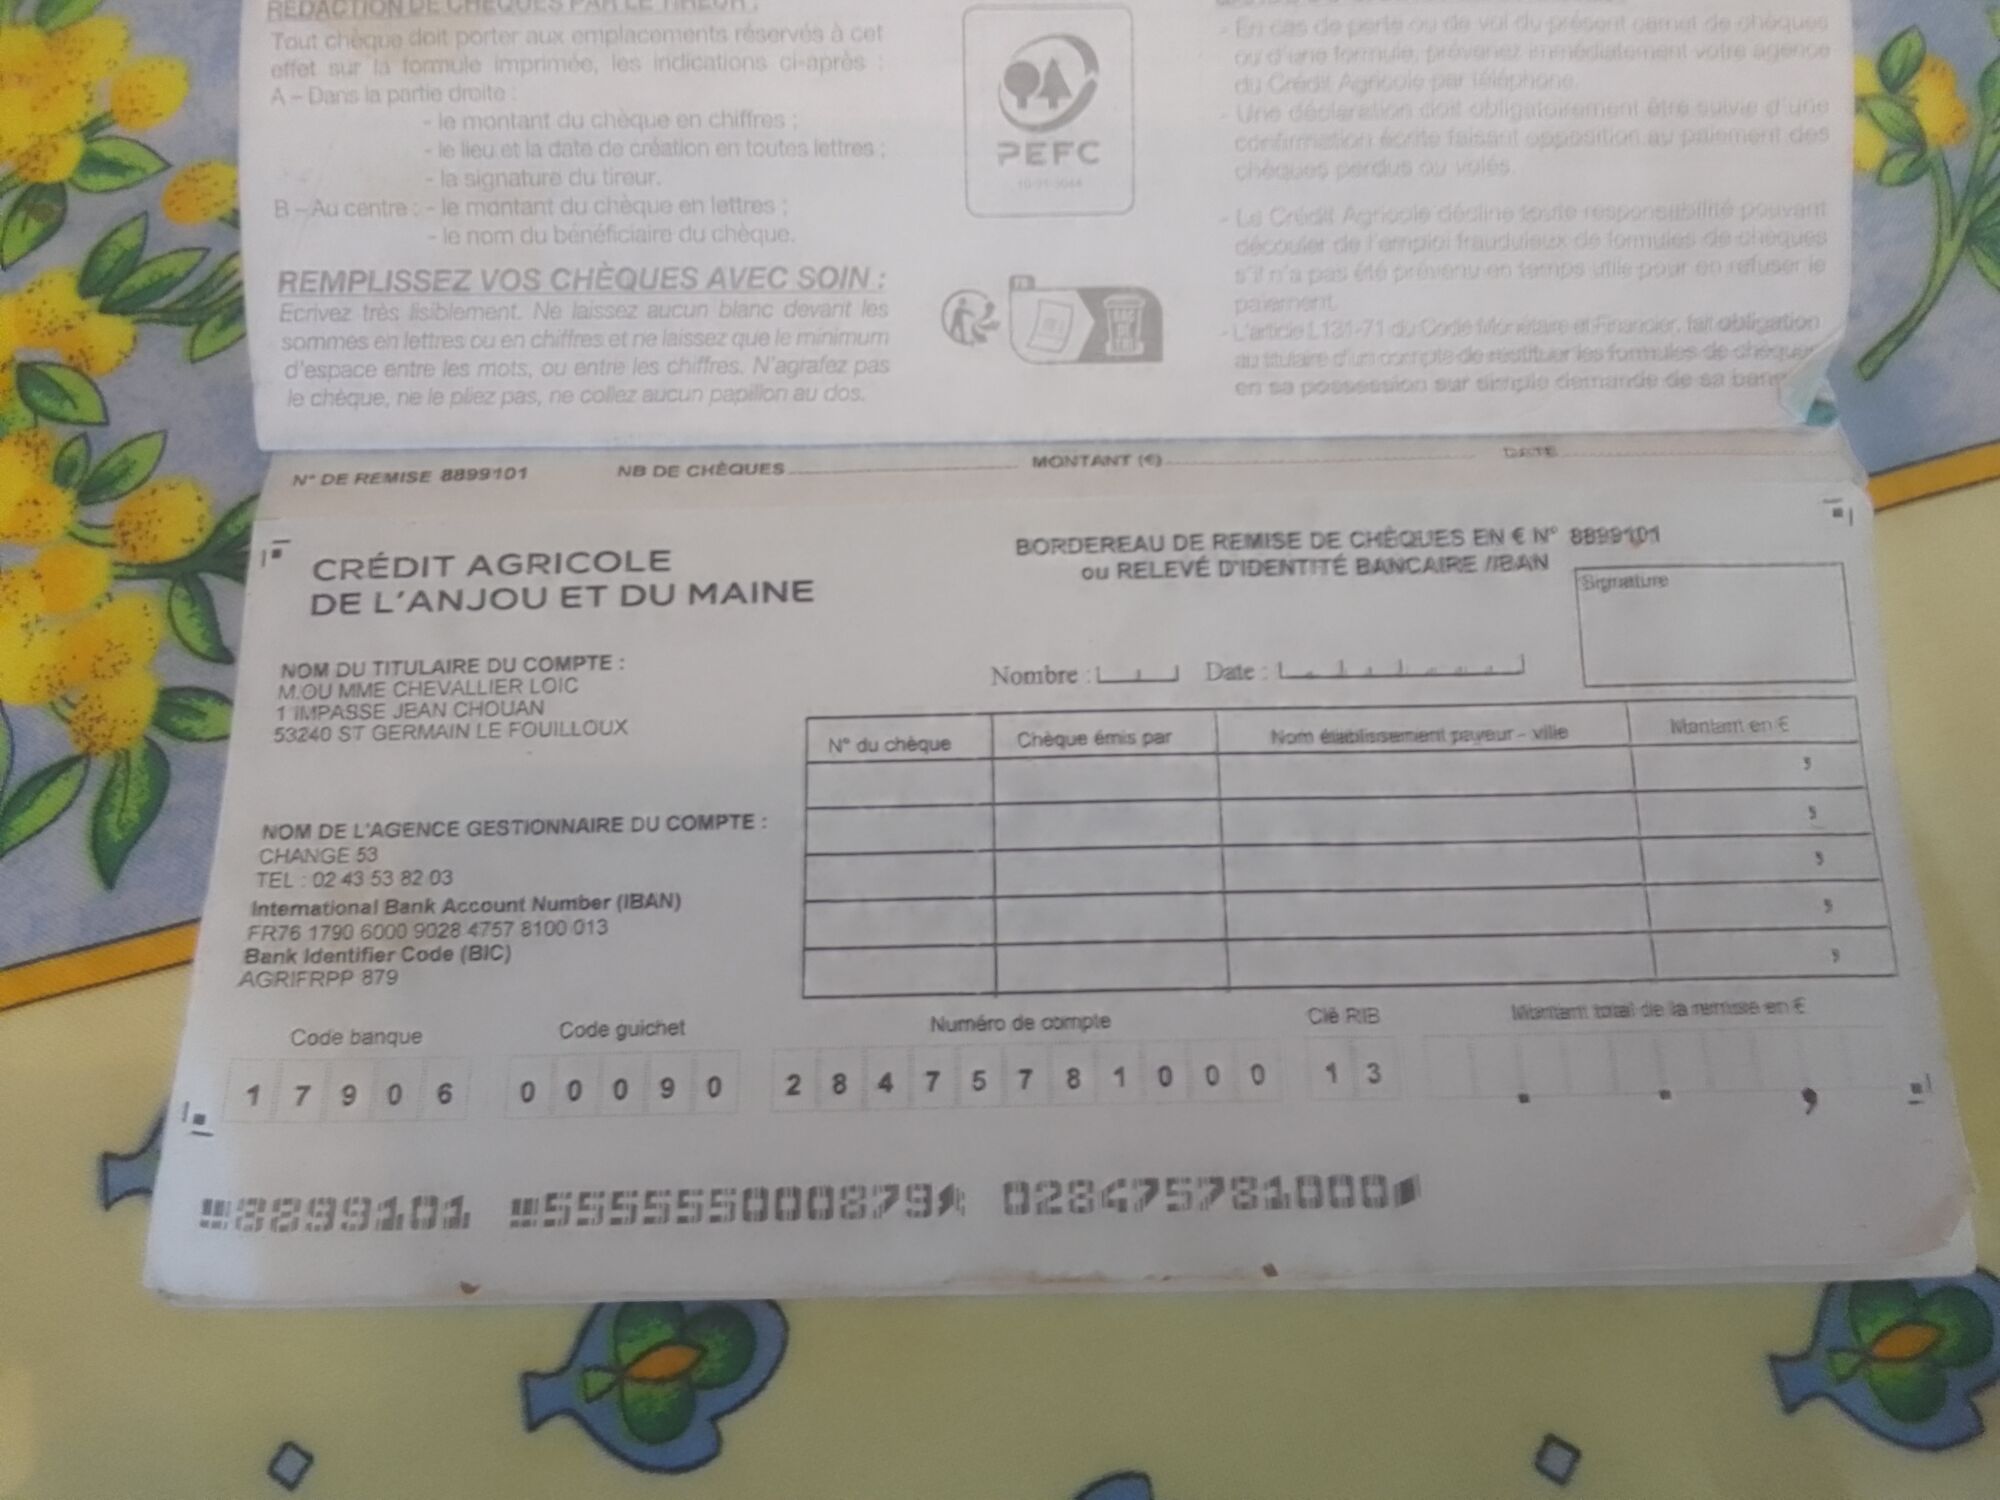 RÉDACTION DE CHÈQUES PAR LE TIREUR :
Tout chèque doit porter aux emplacements réservés à cet
effet sur la formule imprimée, les indications ci-après :
A – Dans la partie droite :
- le montant du chèque en chiffres ;
- le lieu et la date de création en toutes lettres ;
- la signature du tireur.
B – Au centre : - le montant du chèque en lettres ;
- le nom du bénéficiaire du chèque.
REMPLISSEZ VOS CHÈQUES AVEC SOIN :
Ecrivez très lisiblement. Ne laissez aucun blanc devant les
sommes en lettres ou en chiffres et ne laissez que le minimum
d'espace entre les mots, ou entre les chiffres. N'agrafez pas
le chèque, ne le pliez pas, ne collez aucun papillon au dos.
PEFC
- En cas de perte ou de vol du présent carnet de chèques
ou d'une formule, prévenez immédiatement votre agence
du Crédit Agricole par téléphone.
- Une déclaration doit obligatoirement être suivie d'une
confirmation écrite faisant opposition au paiement des
chèques perdus ou volés.
- Le Crédit Agricole décline toute responsabilité pouvant
découler de l'emploi frauduleux de formules de chèques
s'il n'a pas été prévenu en temps utile pour en refuser le
paiement.
- L'article L131-71 du Code Monétaire et Financier, fait obligation
au titulaire d'un compte de restituer les formules de chèques
en sa possession sur simple demande de sa
N° DE REMISE 8899101 NB DE CHÈQUES MONTANT (€) DATE
CRÉDIT AGRICOLE
DE L'ANJOU ET DU MAINE
BORDEREAU DE REMISE DE CHÈQUES EN € N° 8899101
ou RELEVÉ D'IDENTITÉ BANCAIRE /IBAN
Signature
NOM DU TITULAIRE DU COMPTE :
M.OU MME CHEVALLIER LOIC
1 IMPASSE JEAN CHOUAN
53240 ST GERMAIN LE FOUILLOUX
Nombre : Date :
N° du chèque Chèque émis par Nom établissement payeur – ville Montant en €
,
,
,
,
,
NOM DE L'AGENCE GESTIONNAIRE DU COMPTE :
CHANGE 53
TEL : 02 43 53 82 03
International Bank Account Number (IBAN)
FR76 1790 6000 9028 4757 8100 013
Bank Identifier Code (BIC)
AGRIFRPP 879
Code banque Code guichet Numéro de compte Clé RIB Montant total de la remise en €
1 7 9 0 6 0 0 0 9 0 2 8 4 7 5 7 8 1 0 0 0 1 3 . . ,
8899101 555555000879 028475781000